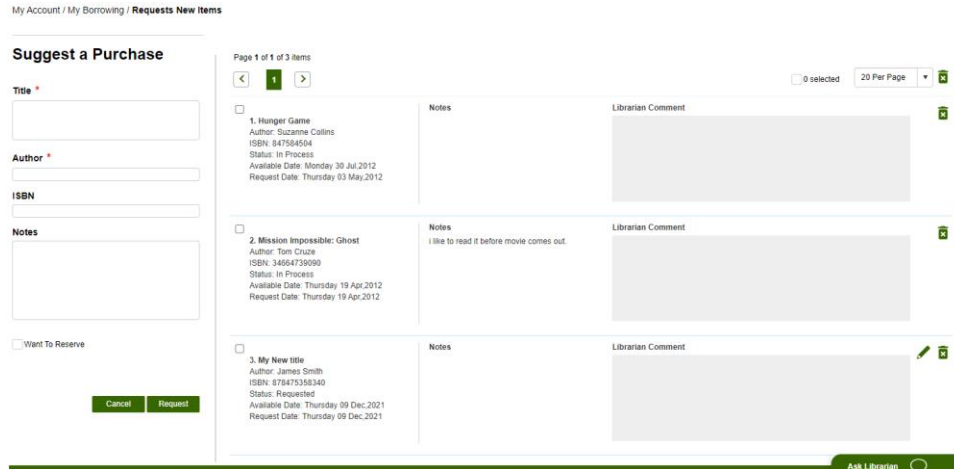 My Account / My Borrowing / Requests New Items
Suggest a Purchase
Title *
Author *
ISBN
Notes
Want To Reserve
Cancel
Request
Page 1 of 1 of 3 items
1
0 selected
20 Per Page
1. Hunger Game
Author: Suzanne Collins
ISBN: 847584504
Status: In Process
Available Date: Monday 30 Jul,2012
Request Date: Thursday 03 May,2012
Notes
Librarian Comment
2. Mission Impossible: Ghost
Author: Tom Cruze
ISBN: 34664739090
Status: In Process
Available Date: Thursday 19 Apr,2012
Request Date: Thursday 19 Apr,2012
Notes
i like to read it before movie comes out.
Librarian Comment
3. My New title
Author: James Smith
ISBN: 878475358340
Status: Requested
Available Date: Thursday 09 Dec,2021
Request Date: Thursday 09 Dec,2021
Notes
Librarian Comment
Ask Librarian